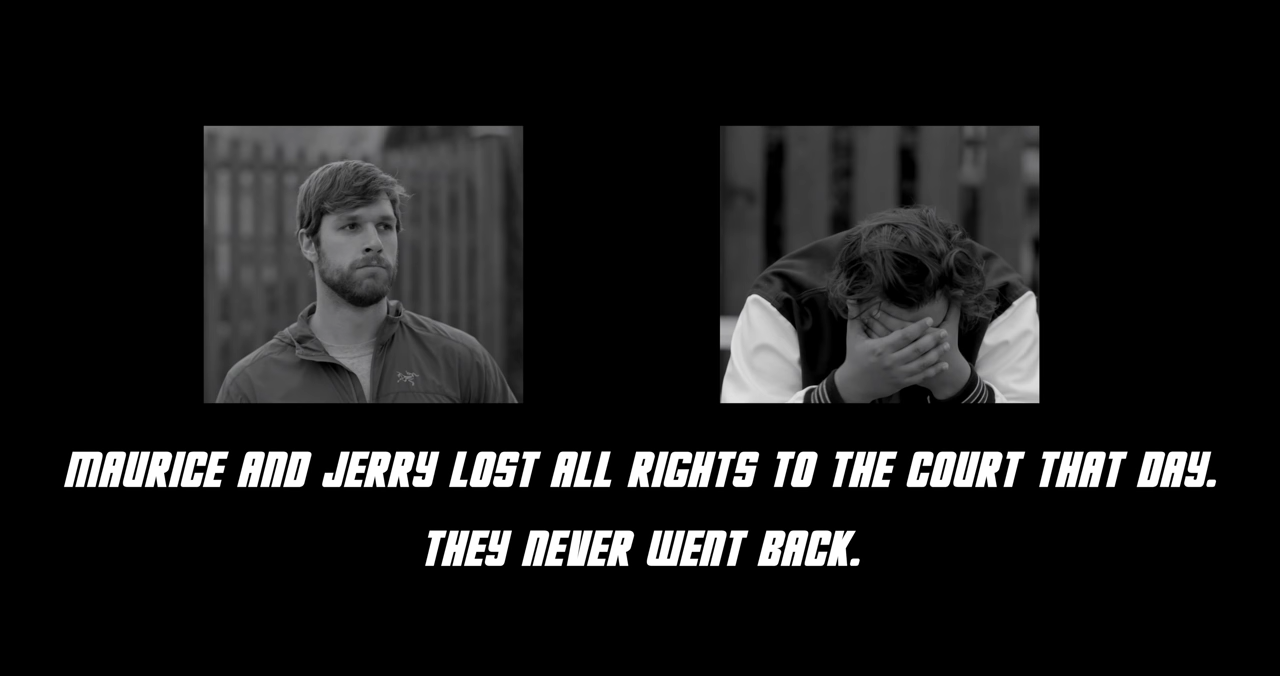 MAURICE AND JERRY LOST ALL RIGHTS TO THE COURT THAT DAY.
THEY NEVER WENT BACK.